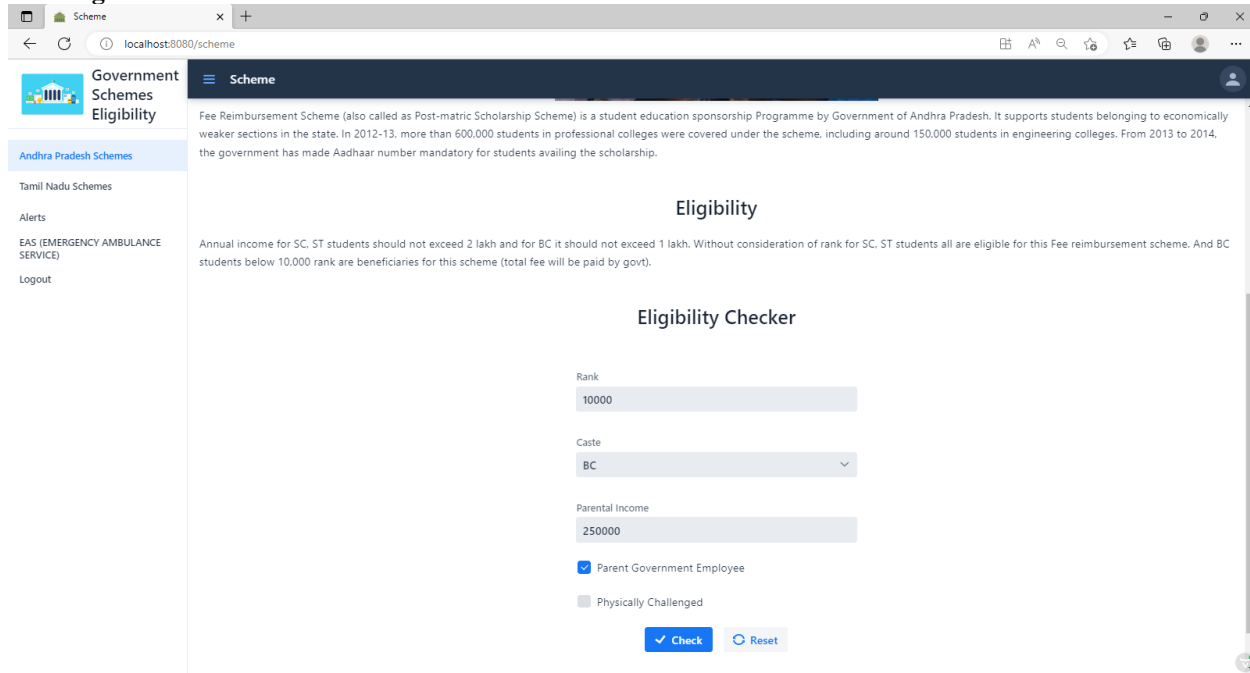 Scheme
localhost:8080/scheme
Government
Schemes
Eligibility
Scheme
Andhra Pradesh Schemes
Tamil Nadu Schemes
Alerts
EAS (EMERGENCY AMBULANCE
SERVICE)
Logout
Fee Reimbursement Scheme (also called as Post-matric Scholarship Scheme) is a student education sponsorship Programme by Government of Andhra Pradesh. It supports students belonging to economically
weaker sections in the state. In 2012-13, more than 600,000 students in professional colleges were covered under the scheme, including around 150,000 students in engineering colleges. From 2013 to 2014,
the government has made Aadhaar number mandatory for students availing the scholarship.
Eligibility
Annual income for SC, ST students should not exceed 2 lakh and for BC it should not exceed 1 lakh. Without consideration of rank for SC, ST students all are eligible for this Fee reimbursement scheme. And BC
students below 10,000 rank are beneficiaries for this scheme (total fee will be paid by govt).
Eligibility Checker
Rank
10000
Caste
BC
Parental Income
250000
Parent Government Employee
Physically Challenged
Check Reset